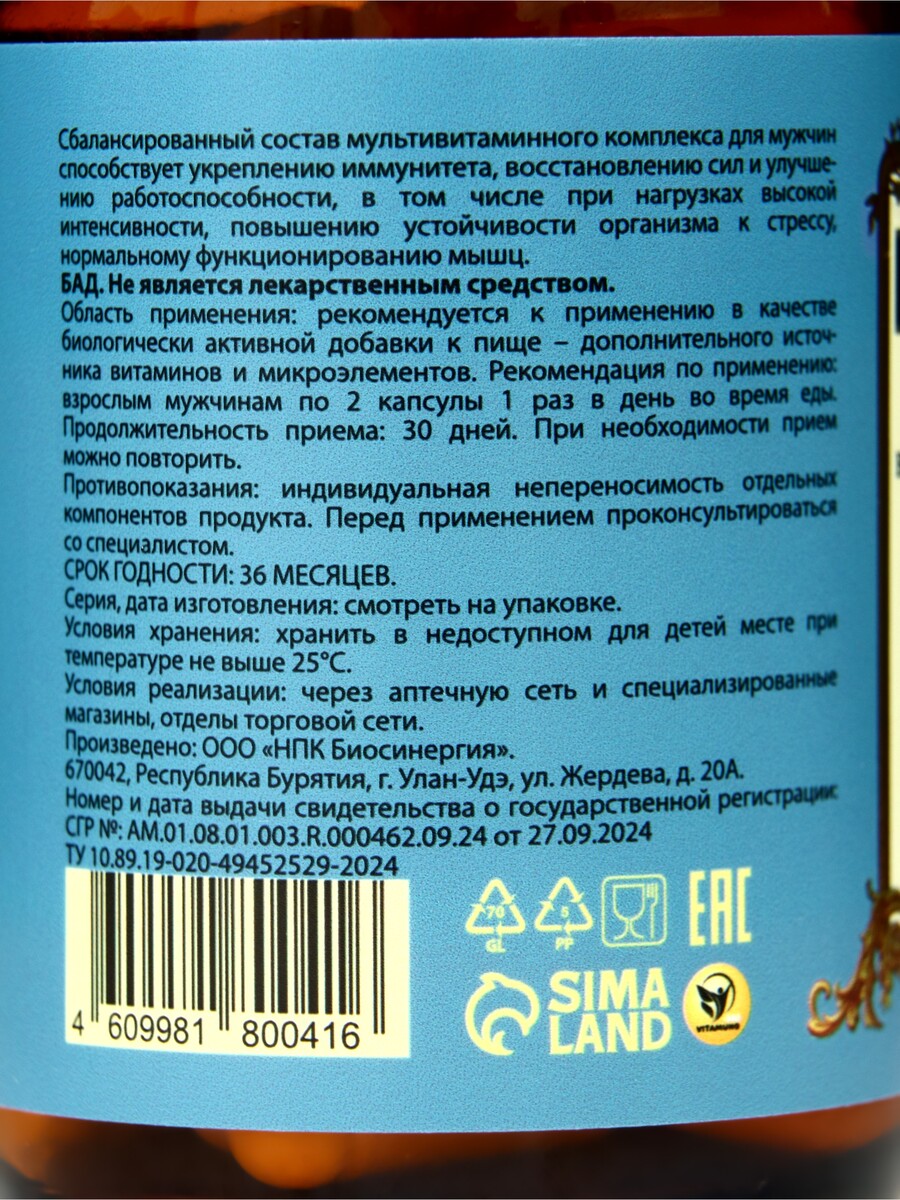 Сбалансированный состав мультивитаминного комплекса для мужчин
способствует укреплению иммунитета, восстановлению сил и улучше-
нию работоспособности, в том числе при нагрузках высокой
интенсивности, повышению устойчивости организма к стрессу,
нормальному функционированию мышц.
БАД. Не является лекарственным средством.
Область применения: рекомендуется к применению в качестве
биологически активной добавки к пище – дополнительного источ-
ника витаминов и микроэлементов. Рекомендация по применению:
взрослым мужчинам по 2 капсулы 1 раз в день во время еды.
Продолжительность приема: 30 дней. При необходимости прием
можно повторить.
Противопоказания: индивидуальная непереносимость отдельных
компонентов продукта. Перед применением проконсультироваться
со специалистом.
СРОК ГОДНОСТИ: 36 МЕСЯЦЕВ.
Серия, дата изготовления: смотреть на упаковке.
Условия хранения: хранить в недоступном для детей месте при
температуре не выше 25°С.
Условия реализации: через аптечную сеть и специализированные
магазины, отделы торговой сети.
Произведено: ООО «НПК Биосинергия».
670042, Республика Бурятия, г. Улан-Удэ, ул. Жердева, д. 20А.
Номер и дата выдачи свидетельства о государственной регистрации:
СГР №: AM.01.08.01.003.R.000462.09.24 от 27.09.2024
ТУ 10.89.19-020-49452529-2024
4 609981 800416
70 5
GL PP
EAC
SIMA
LAND
VITAMUNO